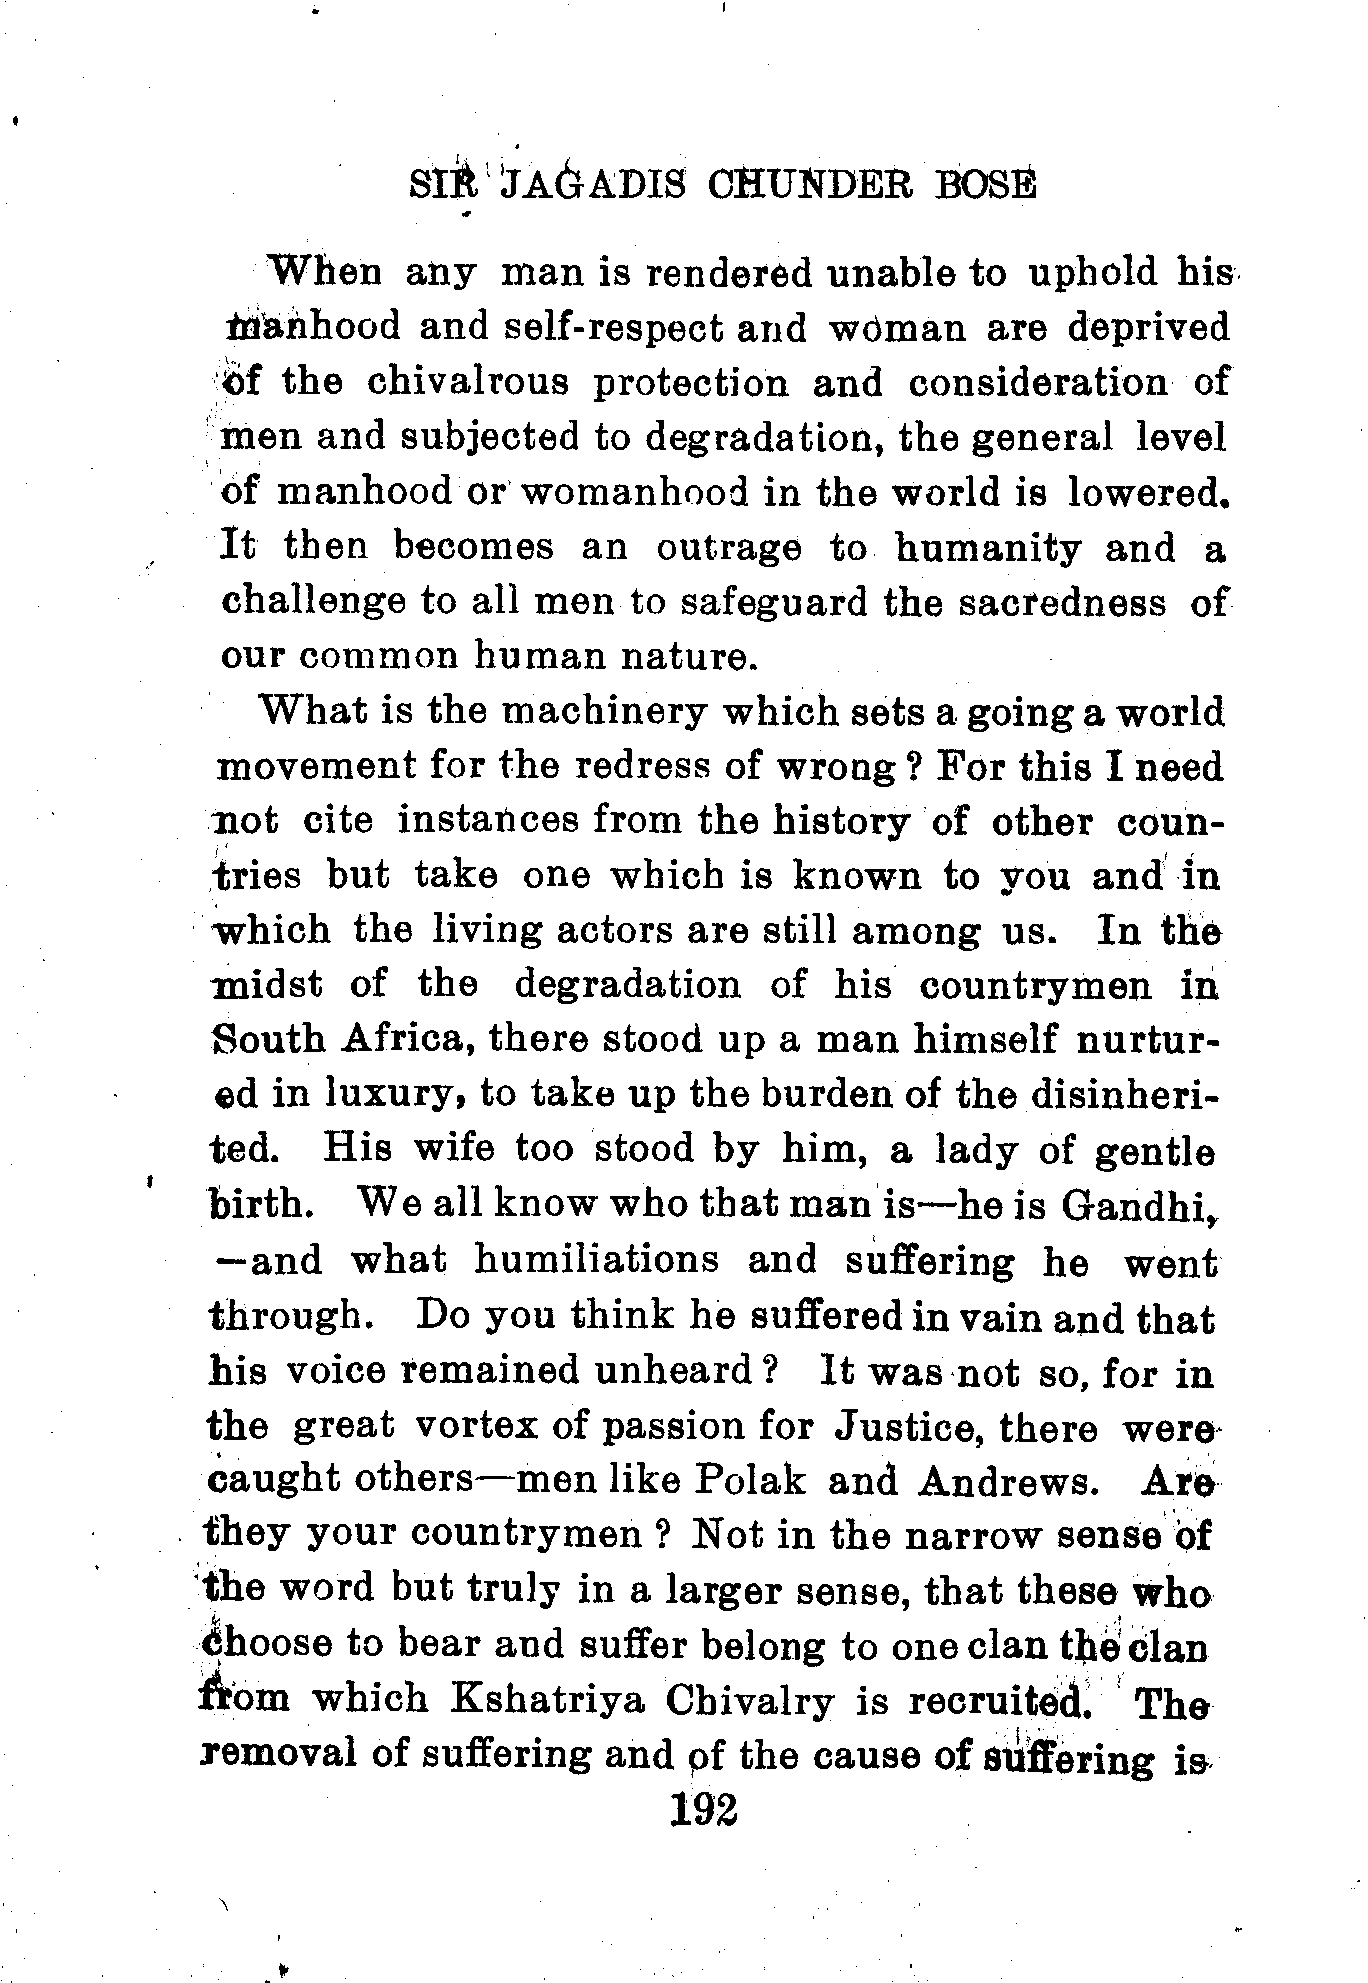 SIR JAGADIS CHUNDER BOSE
When any man is rendered unable to uphold his
manhood and self-respect and woman are deprived
of the chivalrous protection and consideration of
men and subjected to degradation, the general level
of manhood or womanhood in the world is lowered.
It then becomes an outrage to humanity and a
challenge to all men to safeguard the sacredness of
our common human nature.
What is the machinery which sets a going a world
movement for the redress of wrong ? For this I need
not cite instances from the history of other coun-
tries but take one which is known to you and in
which the living actors are still among us. In the
midst of the degradation of his countrymen in
South Africa, there stood up a man himself nurtur-
ed in luxury, to take up the burden of the disinheri-
ted. His wife too stood by him, a lady of gentle
birth. We all know who that man is—he is Gandhi,
—and what humiliations and suffering he went
through. Do you think he suffered in vain and that
his voice remained unheard ? It was not so, for in
the great vortex of passion for Justice, there were
caught others—men like Polak and Andrews. Are
they your countrymen ? Not in the narrow sense of
the word but truly in a larger sense, that these who
choose to bear and suffer belong to one clan the clan
from which Kshatriya Chivalry is recruited. The
removal of suffering and of the cause of suffering is
192